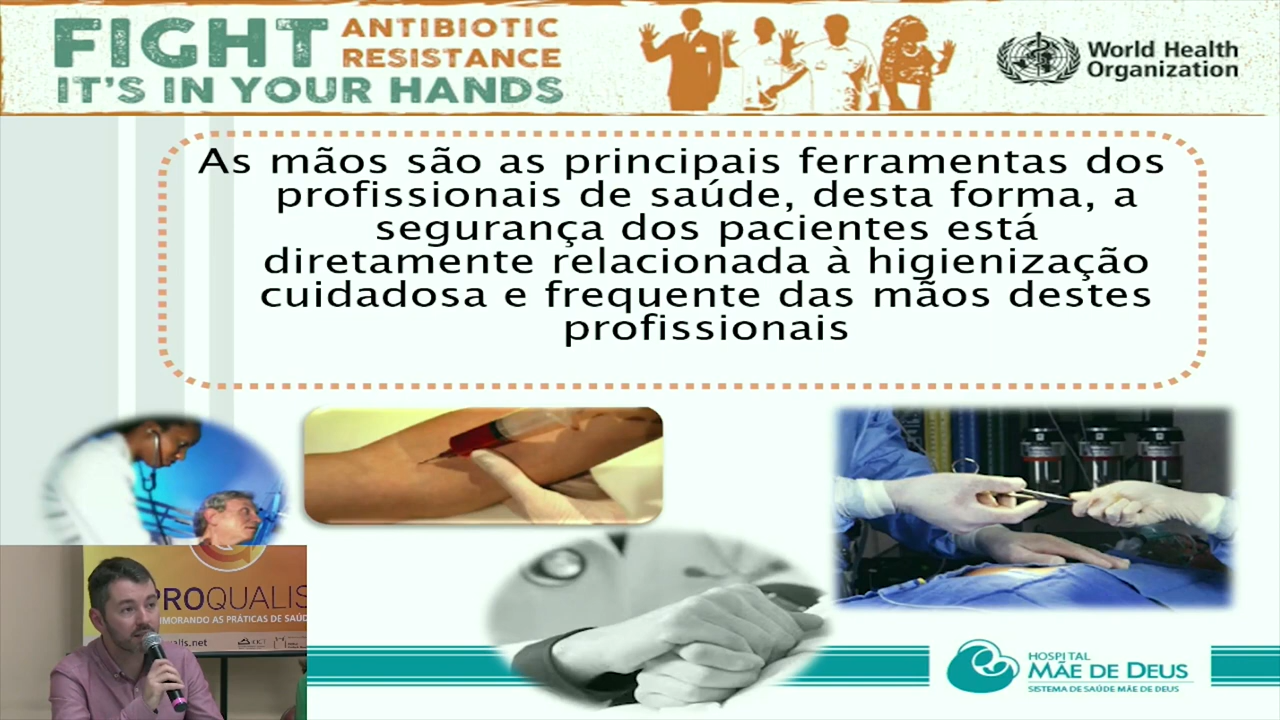 FIGHT ANTIBIOTIC
RESISTANCE
IT'S IN YOUR HANDS
World Health
Organization
As mãos são as principais ferramentas dos
profissionais de saúde, desta forma, a
segurança dos pacientes está
diretamente relacionada à higienização
cuidadosa e frequente das mãos destes
profissionais
PROQUALIS
HOSPITAL
MÃE DE DEUS
SISTEMA DE SAÚDE MÃE DE DEUS